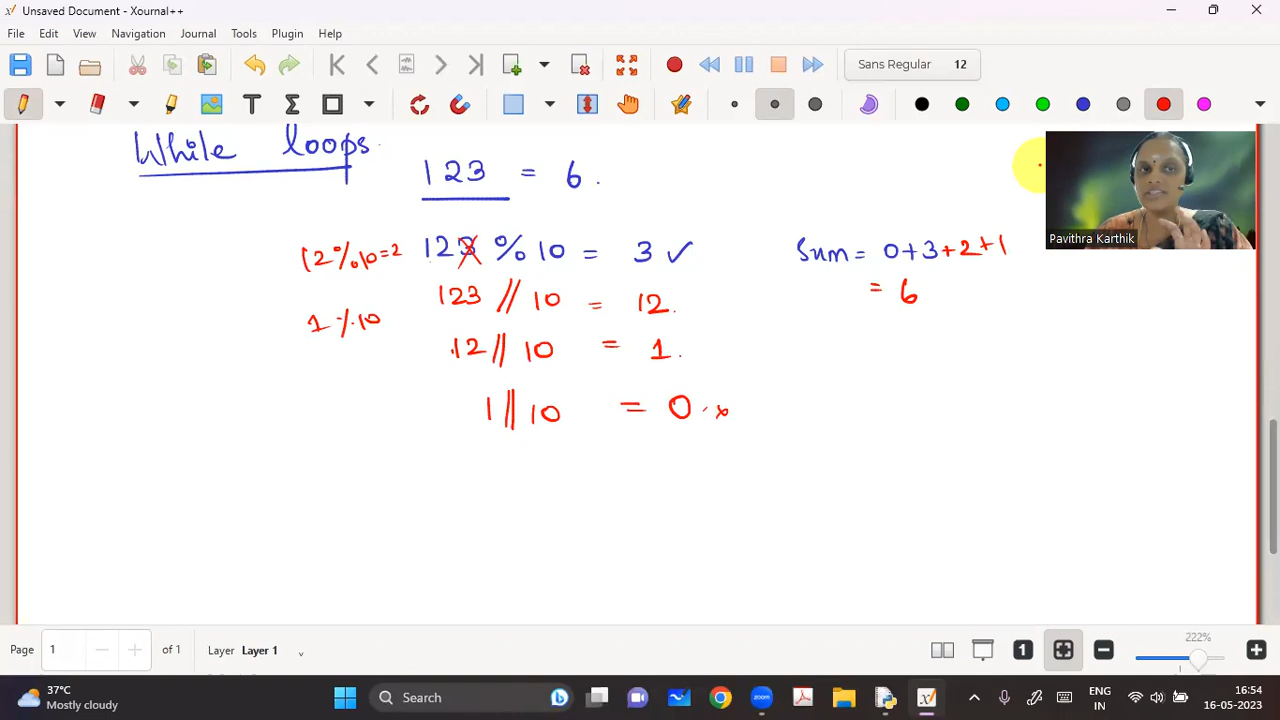 Unsaved Document - Xournal++
File Edit View Navigation Journal Tools Plugin Help
Sans Regular 12
While loops.
123 = 6.
Pavithra Karthik
12%10=2 123 % 10 = 3 ✓ Sum = 0+3+2+1
123 // 10 = 12. = 6
1 % 10
12 // 10 = 1.
1 // 10 = 0. x
Page 1 of 1 Layer Layer 1 1 222%
37°C
Mostly cloudy
Search
zoom
ENG
IN
16:54
16-05-2023